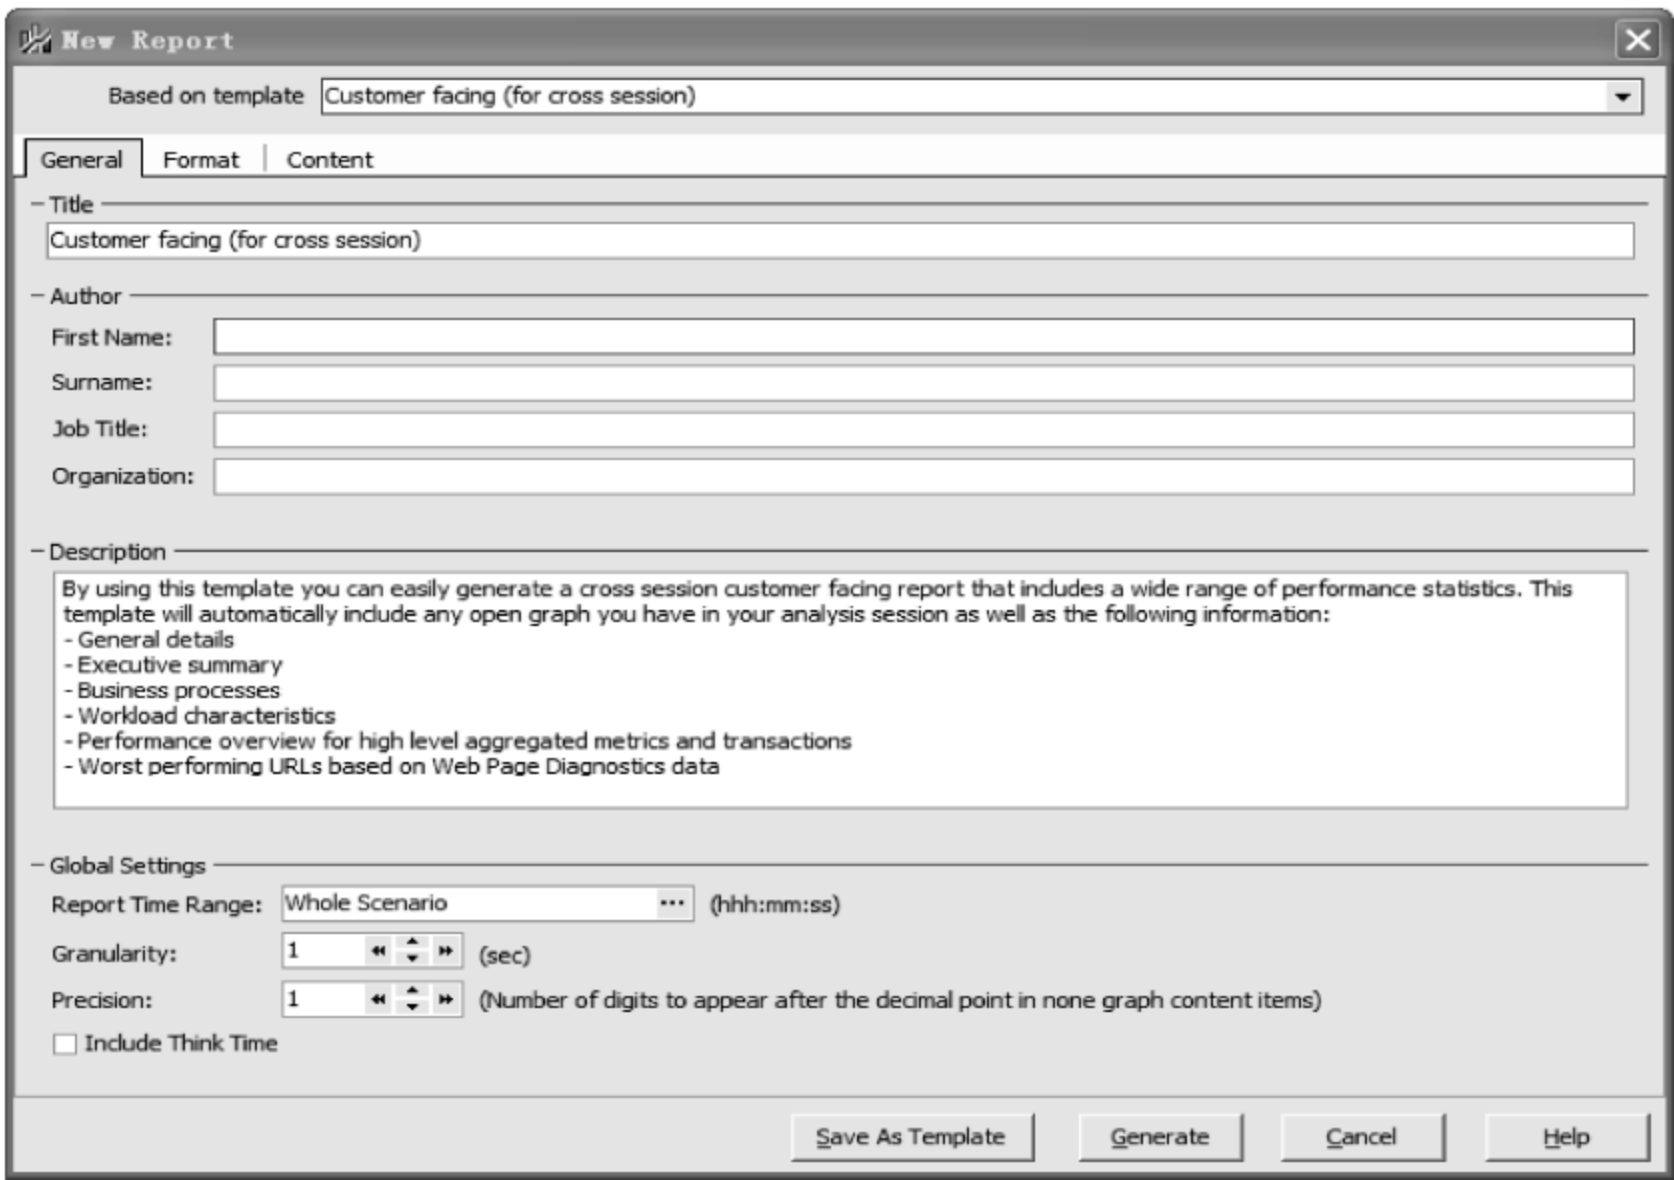 New Report
Based on template Customer facing (for cross session)
General Format Content
Title
Customer facing (for cross session)
Author
First Name:
Surname:
Job Title:
Organization:
Description
By using this template you can easily generate a cross session customer facing report that includes a wide range of performance statistics. This
template will automatically include any open graph you have in your analysis session as well as the following information:
- General details
- Executive summary
- Business processes
- Workload characteristics
- Performance overview for high level aggregated metrics and transactions
- Worst performing URLs based on Web Page Diagnostics data
Global Settings
Report Time Range: Whole Scenario ... (hhh:mm:ss)
Granularity: 1 (sec)
Precision: 1 (Number of digits to appear after the decimal point in none graph content items)
Include Think Time
Save As Template Generate Cancel Help